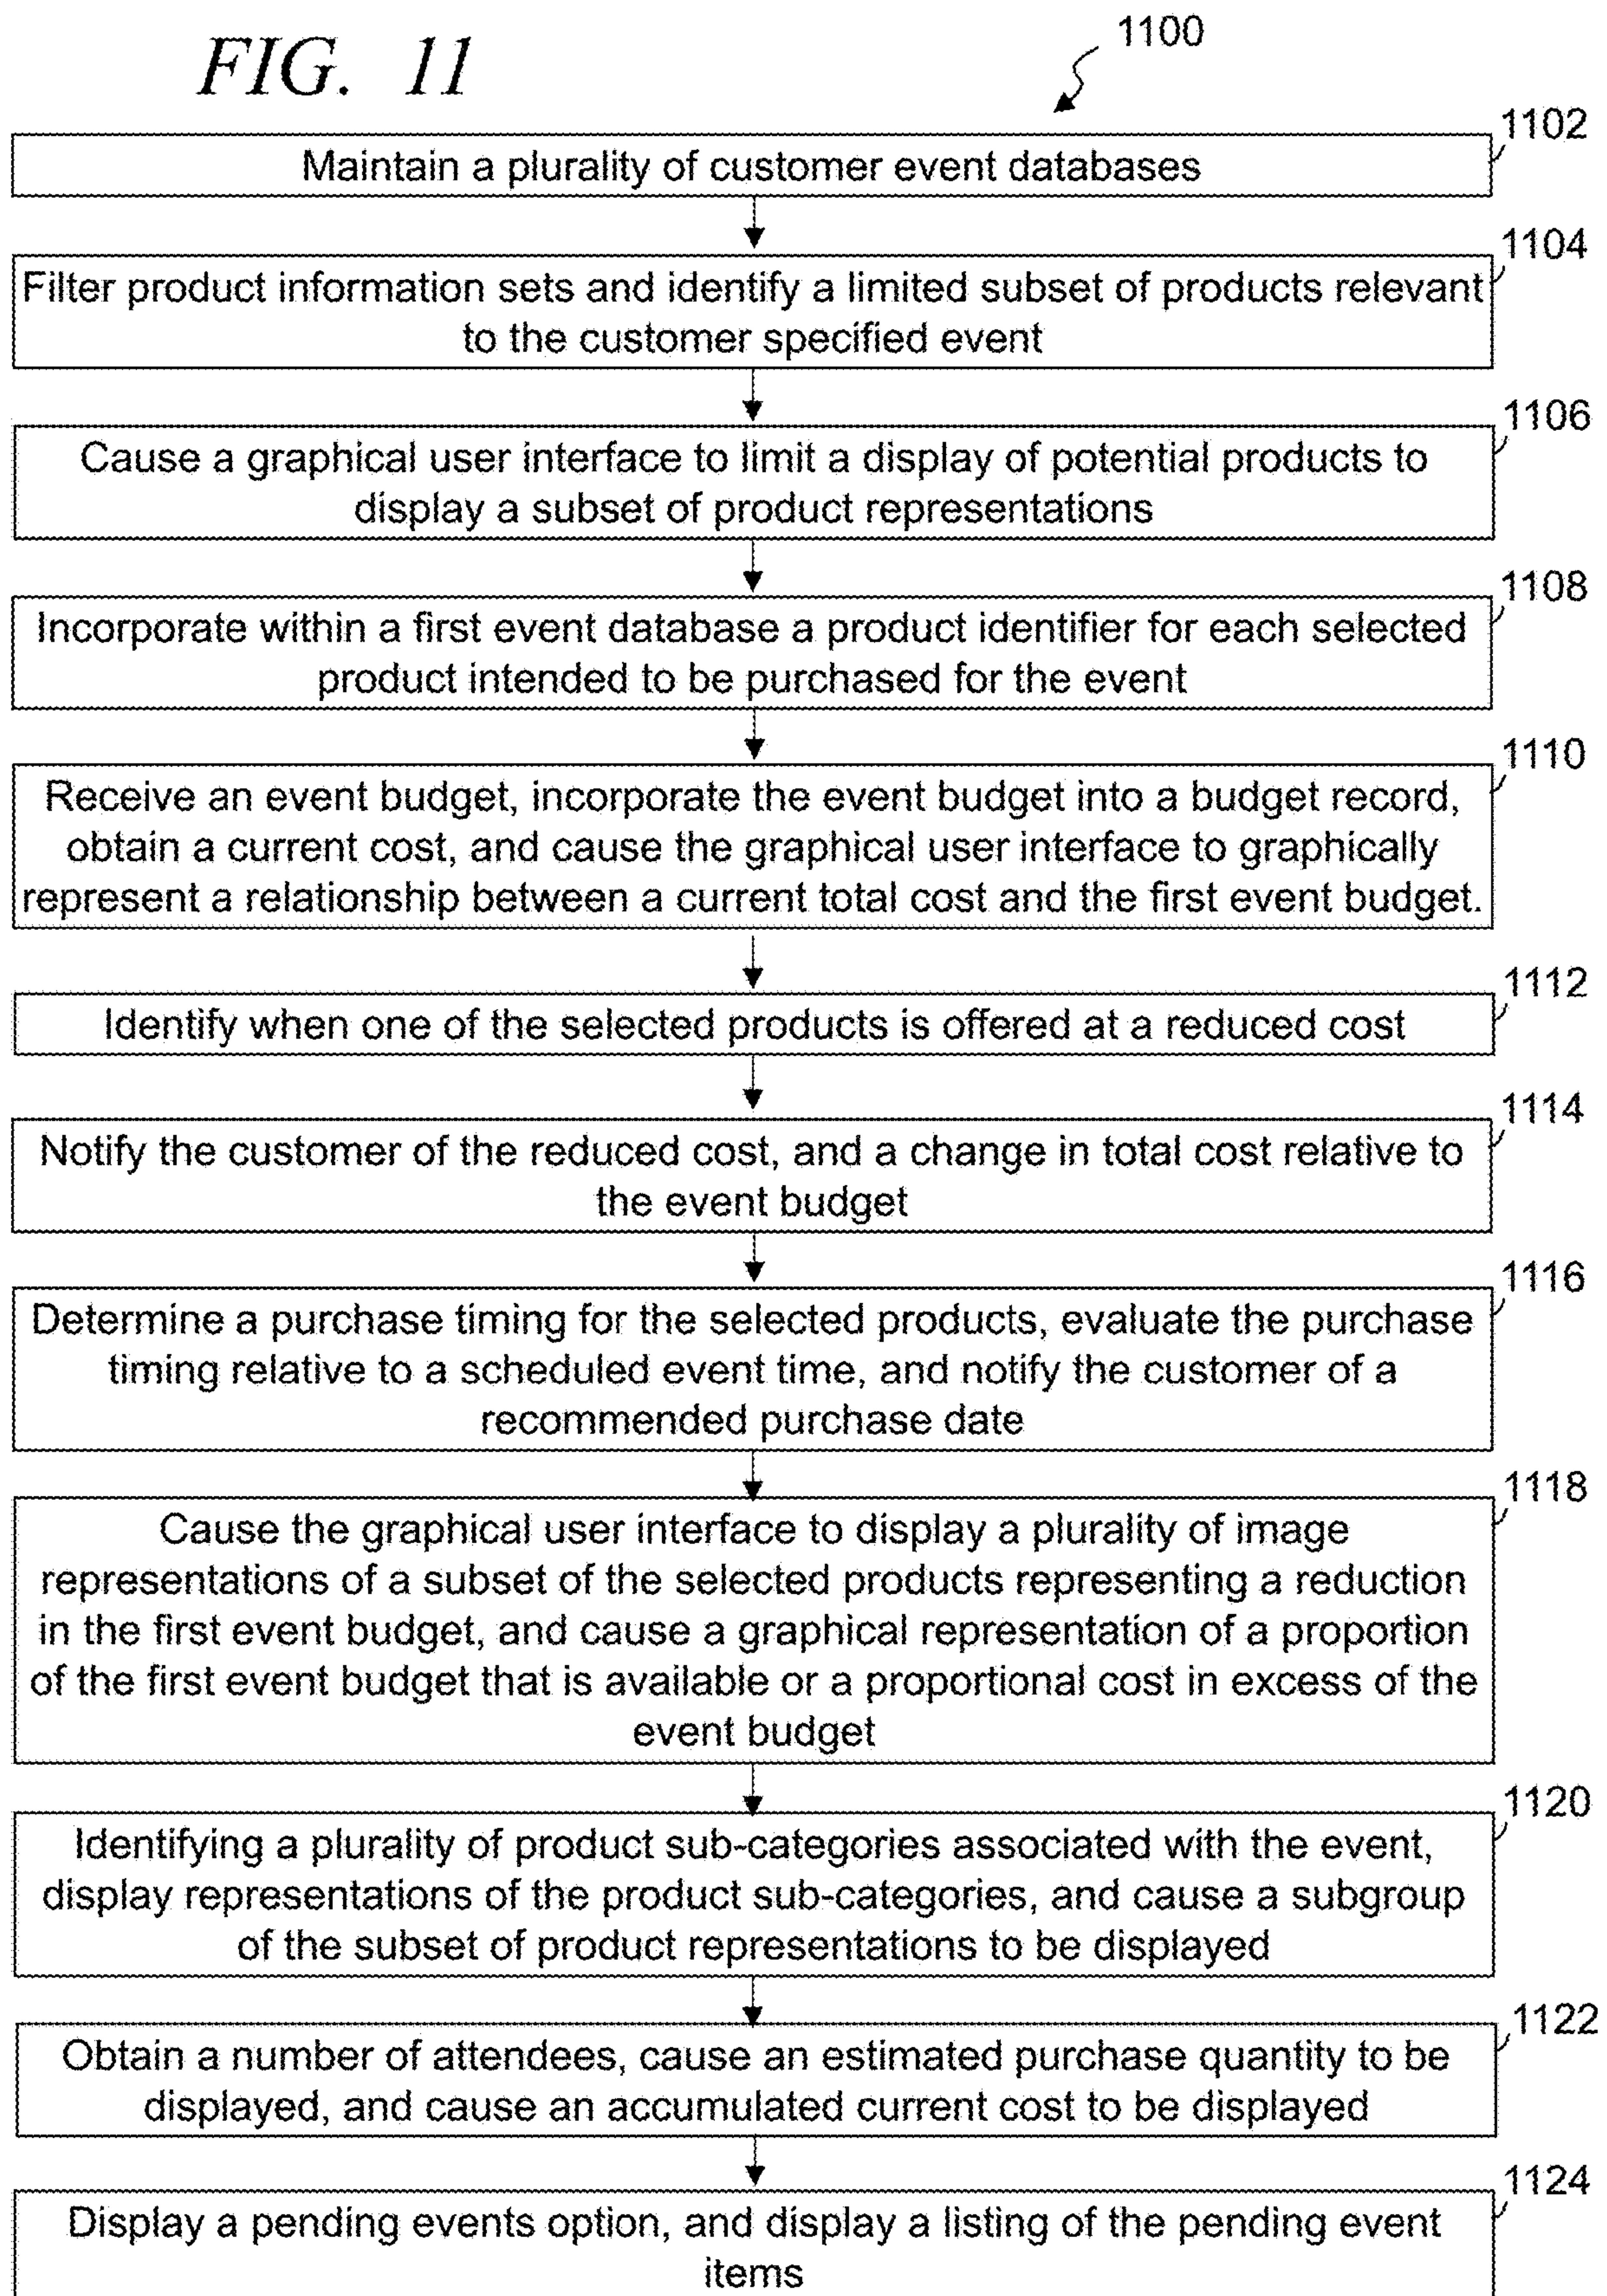 FIG. 11
1100
1102
Maintain a plurality of customer event databases
1104
Filter product information sets and identify a limited subset of products relevant
to the customer specified event
1106
Cause a graphical user interface to limit a display of potential products to
display a subset of product representations
1108
Incorporate within a first event database a product identifier for each selected
product intended to be purchased for the event
1110
Receive an event budget, incorporate the event budget into a budget record,
obtain a current cost, and cause the graphical user interface to graphically
represent a relationship between a current total cost and the first event budget.
1112
Identify when one of the selected products is offered at a reduced cost
1114
Notify the customer of the reduced cost, and a change in total cost relative to
the event budget
1116
Determine a purchase timing for the selected products, evaluate the purchase
timing relative to a scheduled event time, and notify the customer of a
recommended purchase date
1118
Cause the graphical user interface to display a plurality of image
representations of a subset of the selected products representing a reduction
in the first event budget, and cause a graphical representation of a proportion
of the first event budget that is available or a proportional cost in excess of the
event budget
1120
Identifying a plurality of product sub-categories associated with the event,
display representations of the product sub-categories, and cause a subgroup
of the subset of product representations to be displayed
1122
Obtain a number of attendees, cause an estimated purchase quantity to be
displayed, and cause an accumulated current cost to be displayed
1124
Display a pending events option, and display a listing of the pending event
items